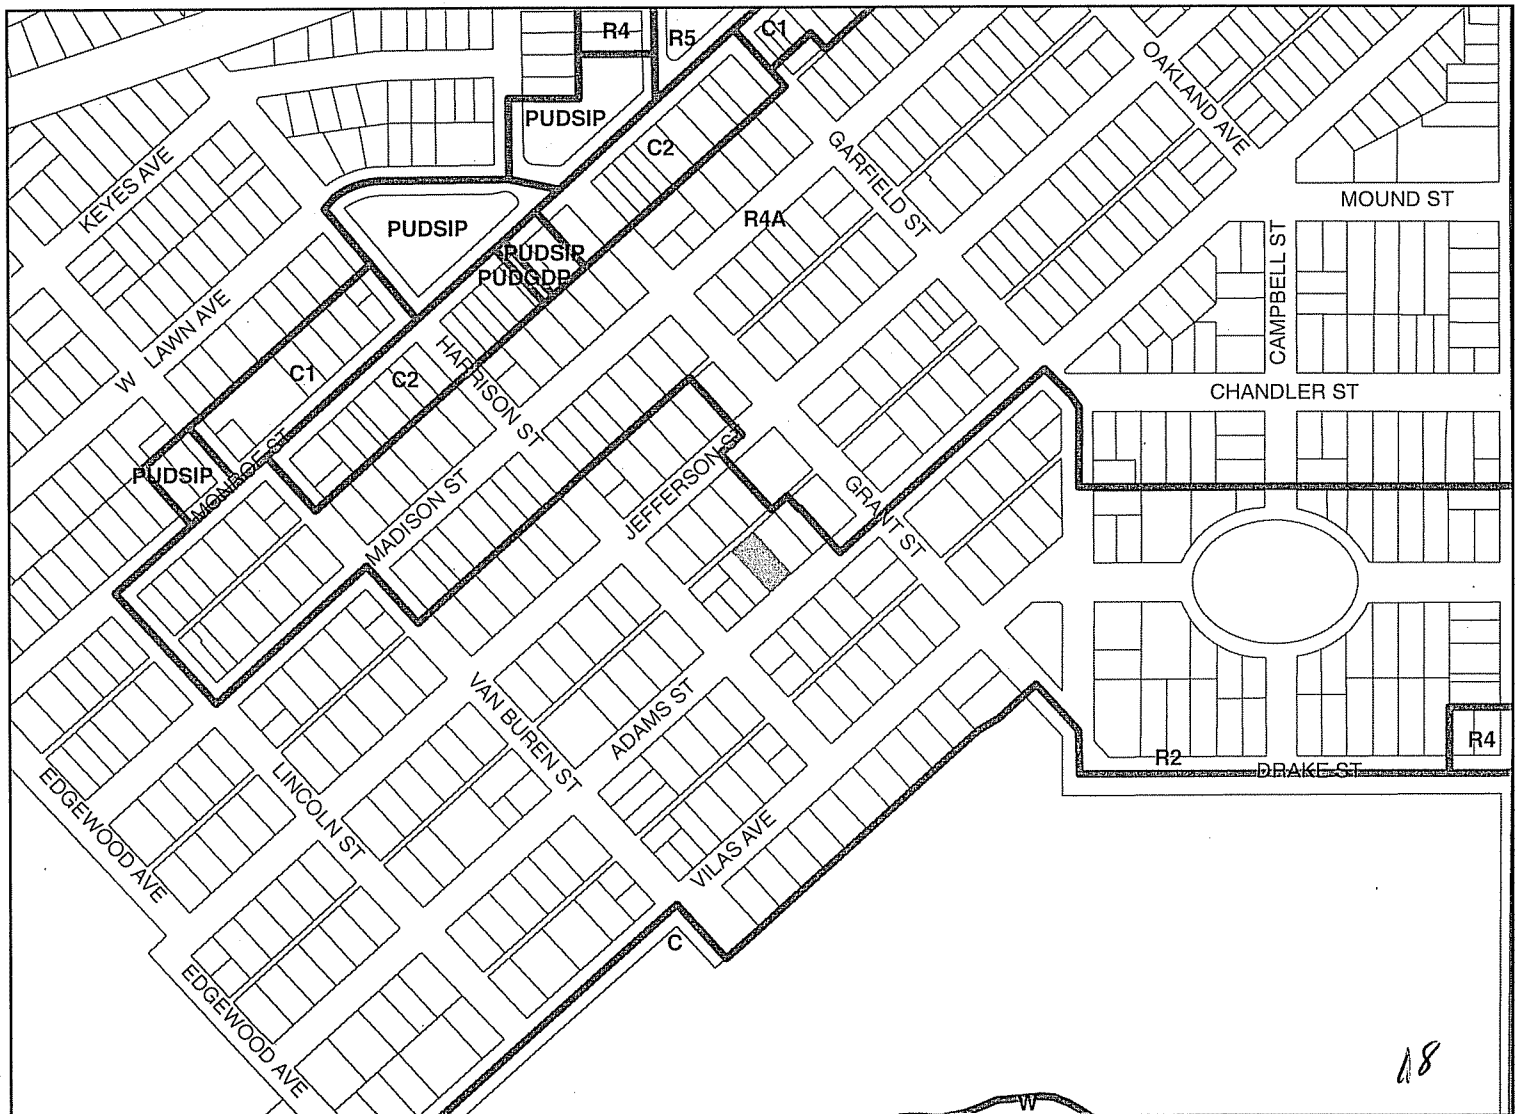 R4
R5
C1
OAKLAND AVE
PUDSIP
C2
GARFIELD ST
KEYES AVE
MOUND ST
R4A
PUDSIP
CAMPBELL ST
PUDSIP
PUDGDP
W LAWN AVE
HARRISON ST
C1
C2
CHANDLER ST
JEFFERSON ST
MONROE ST
PUDSIP
MADISON ST
GRANT ST
VAN BUREN ST
ADAMS ST
R4
R2
DRAKE ST
LINCOLN ST
EDGEWOOD AVE
VILAS AVE
C
EDGEWOOD AVE
18
W